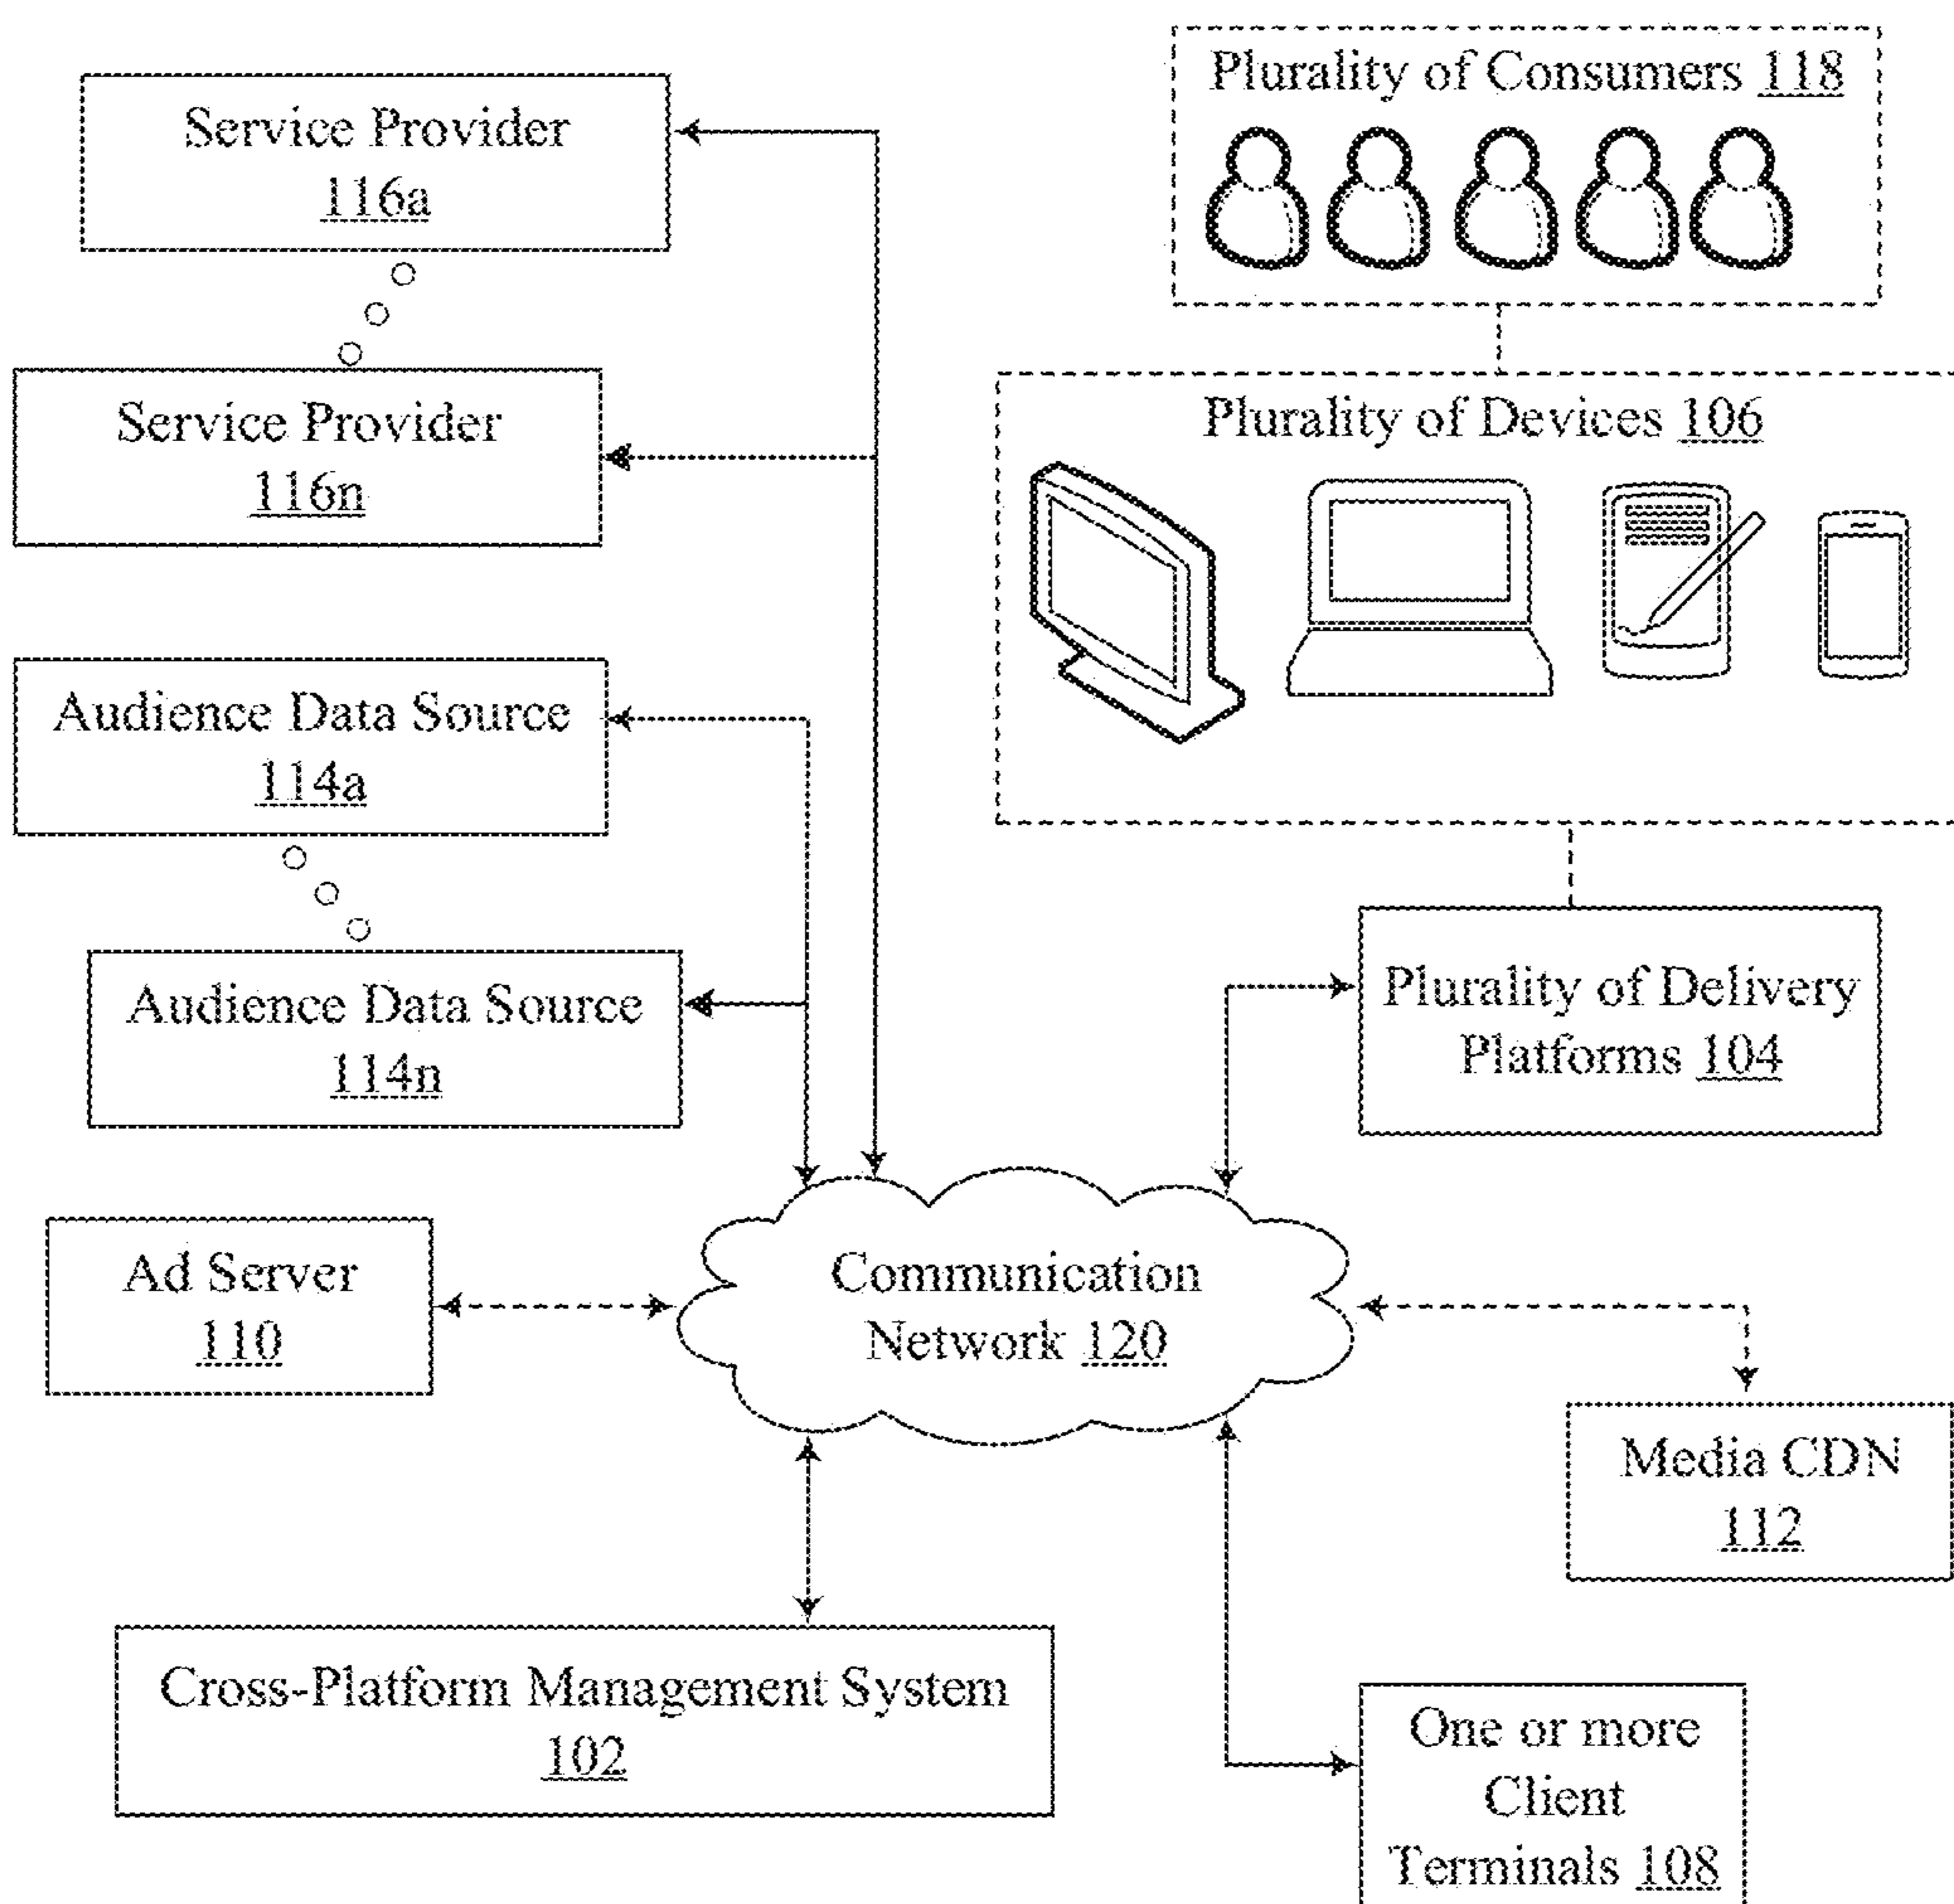 Service Provider
116a
Service Provider
116n
Audience Data Source
114a
Audience Data Source
114n
Plurality of Consumers 118
Plurality of Devices 106
Plurality of Delivery
Platforms 104
Ad Server
110
Communication
Network 120
Media CDN
112
Cross-Platform Management System
102
One or more
Client
Terminals 108